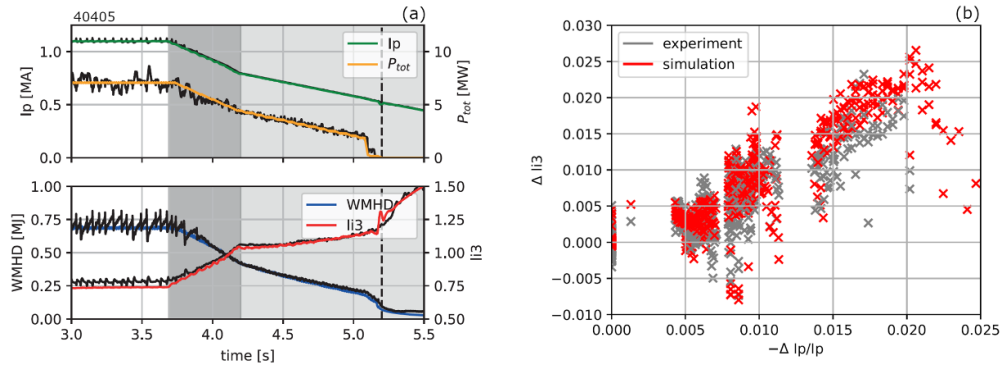 40405
(a)
Ip [MA]
1.0
0.5
0.0
Ip
P_tot
10
5
0
P_tot [MW]
WMHD [MJ]
1.00
0.75
0.50
0.25
0.00
WMHD
li3
1.50
1.25
1.00
0.75
0.50
li3
3.0 3.5 4.0 4.5 5.0 5.5
time [s]
(b)
Δ li3
0.030
0.025
0.020
0.015
0.010
0.005
0.000
−0.005
−0.010
experiment
simulation
0.000 0.005 0.010 0.015 0.020 0.025
−Δ Ip/Ip